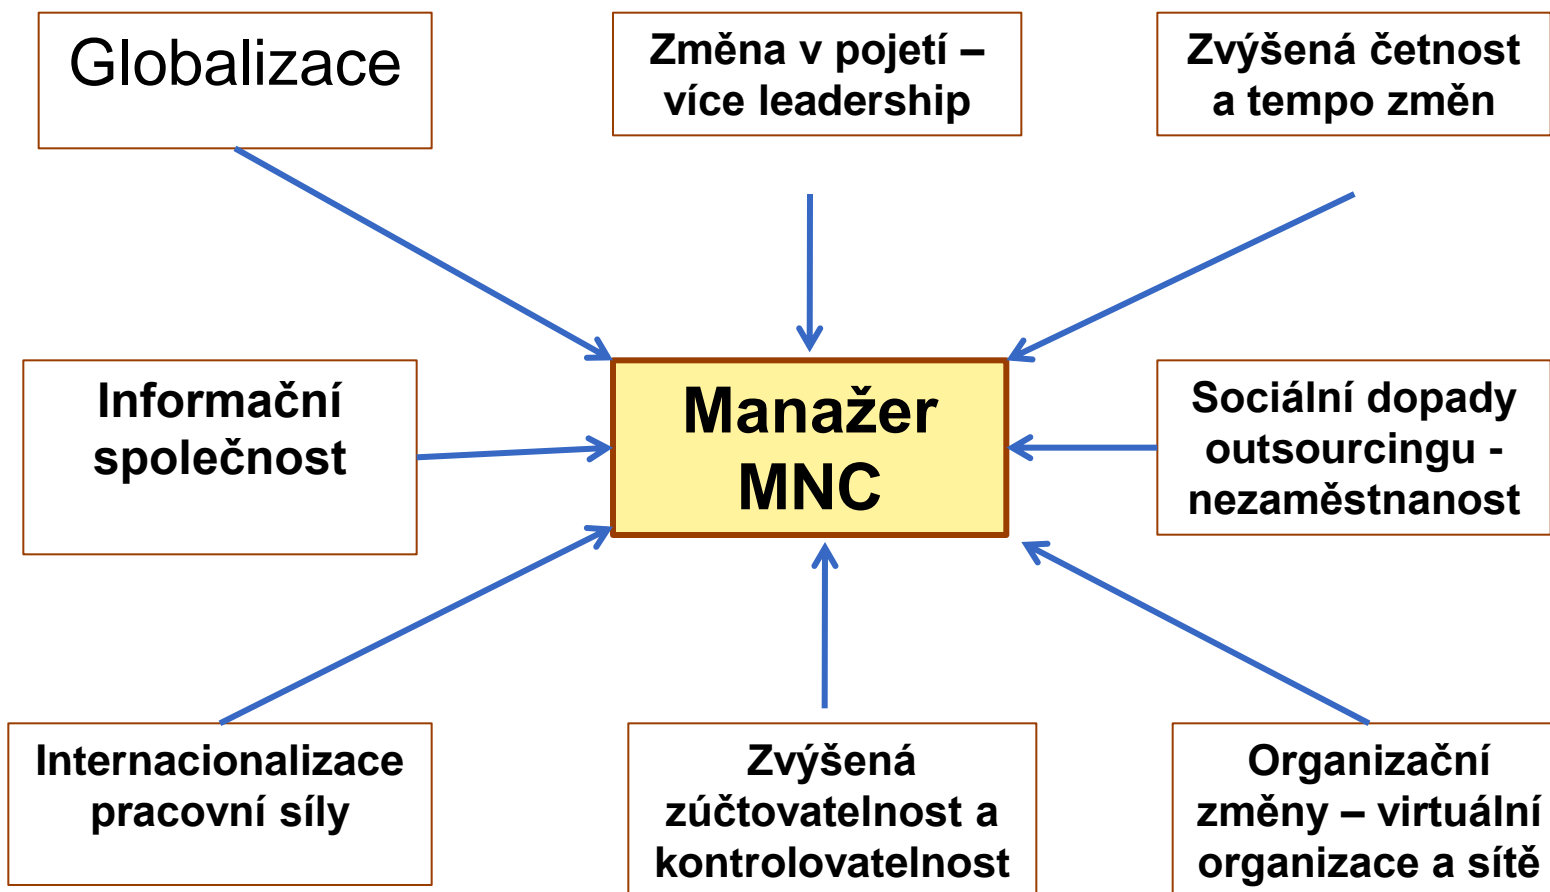 Globalizace
Změna v pojetí –
více leadership
Zvýšená četnost
a tempo změn
Informační
společnost
Manažer
MNC
Sociální dopady
outsourcingu -
nezaměstnanost
Internacionalizace
pracovní síly
Zvýšená
zúčtovatelnost a
kontrolovatelnost
Organizační
změny – virtuální
organizace a sítě